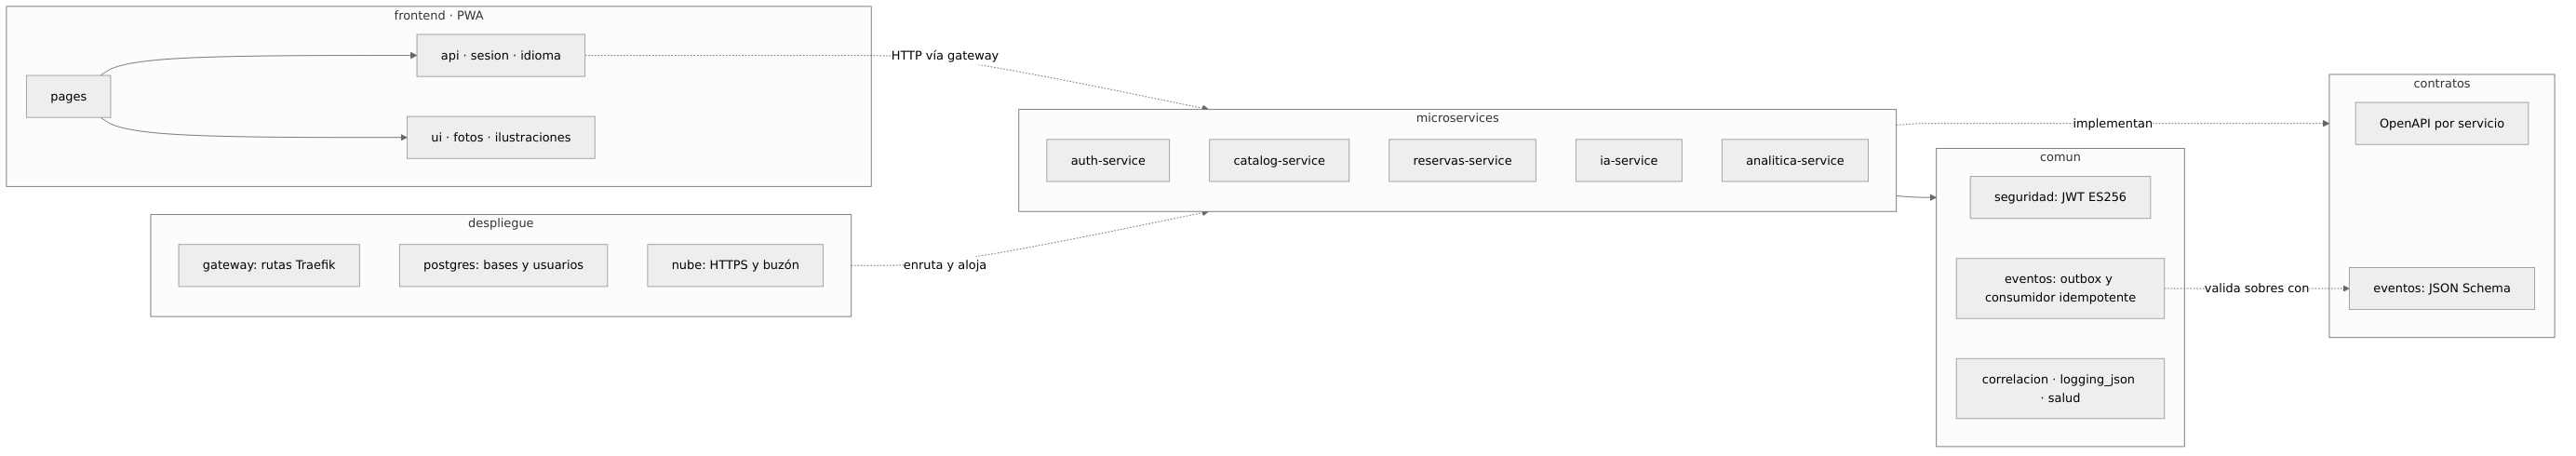 frontend · PWA
pages
api · sesion · idioma
ui · fotos · ilustraciones
HTTP vía gateway
despliegue
gateway: rutas Traefik
postgres: bases y usuarios
nube: HTTPS y buzón
enruta y aloja
microservices
auth-service
catalog-service
reservas-service
ia-service
analitica-service
implementan
comun
seguridad: JWT ES256
eventos: outbox y
consumidor idempotente
correlacion · logging_json
· salud
valida sobres con
contratos
OpenAPI por servicio
eventos: JSON Schema